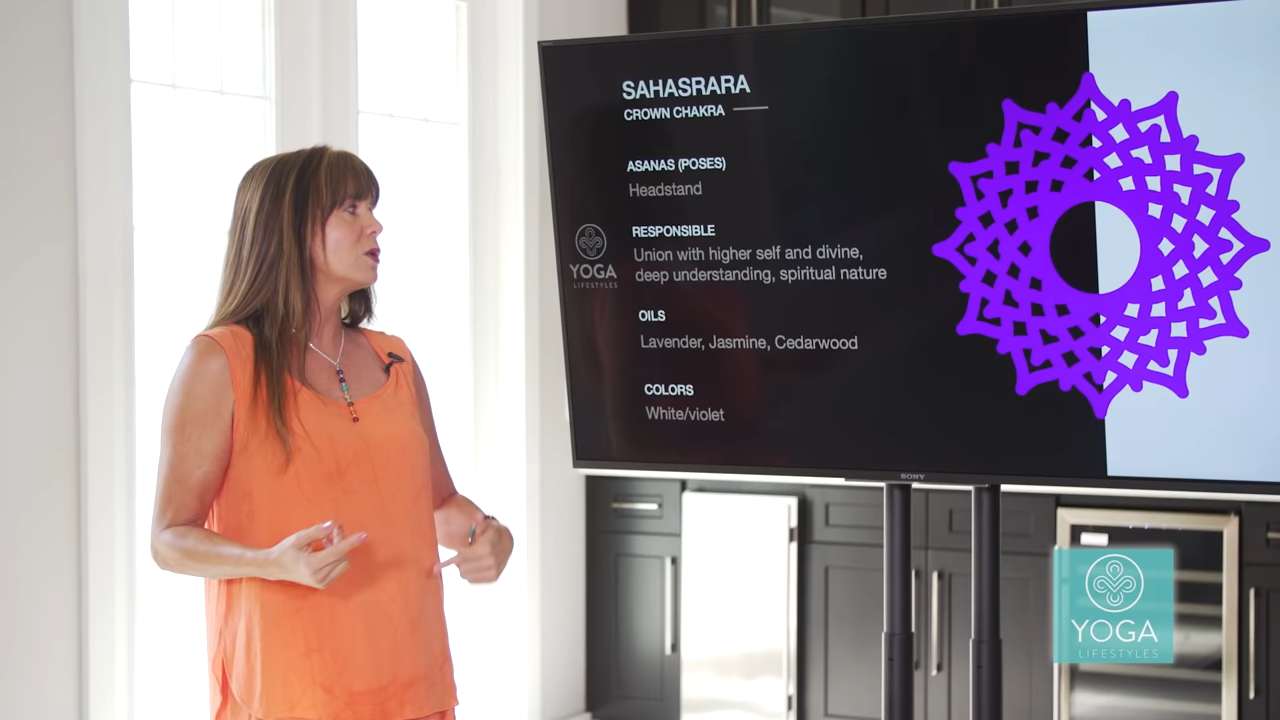 SAHASRARA
CROWN CHAKRA
ASANAS (POSES)
Headstand
RESPONSIBLE
Union with higher self and divine,
deep understanding, spiritual nature
OILS
Lavender, Jasmine, Cedarwood
COLORS
White/violet
YOGA
LIFESTYLES
SONY
YOGA
LIFESTYLES